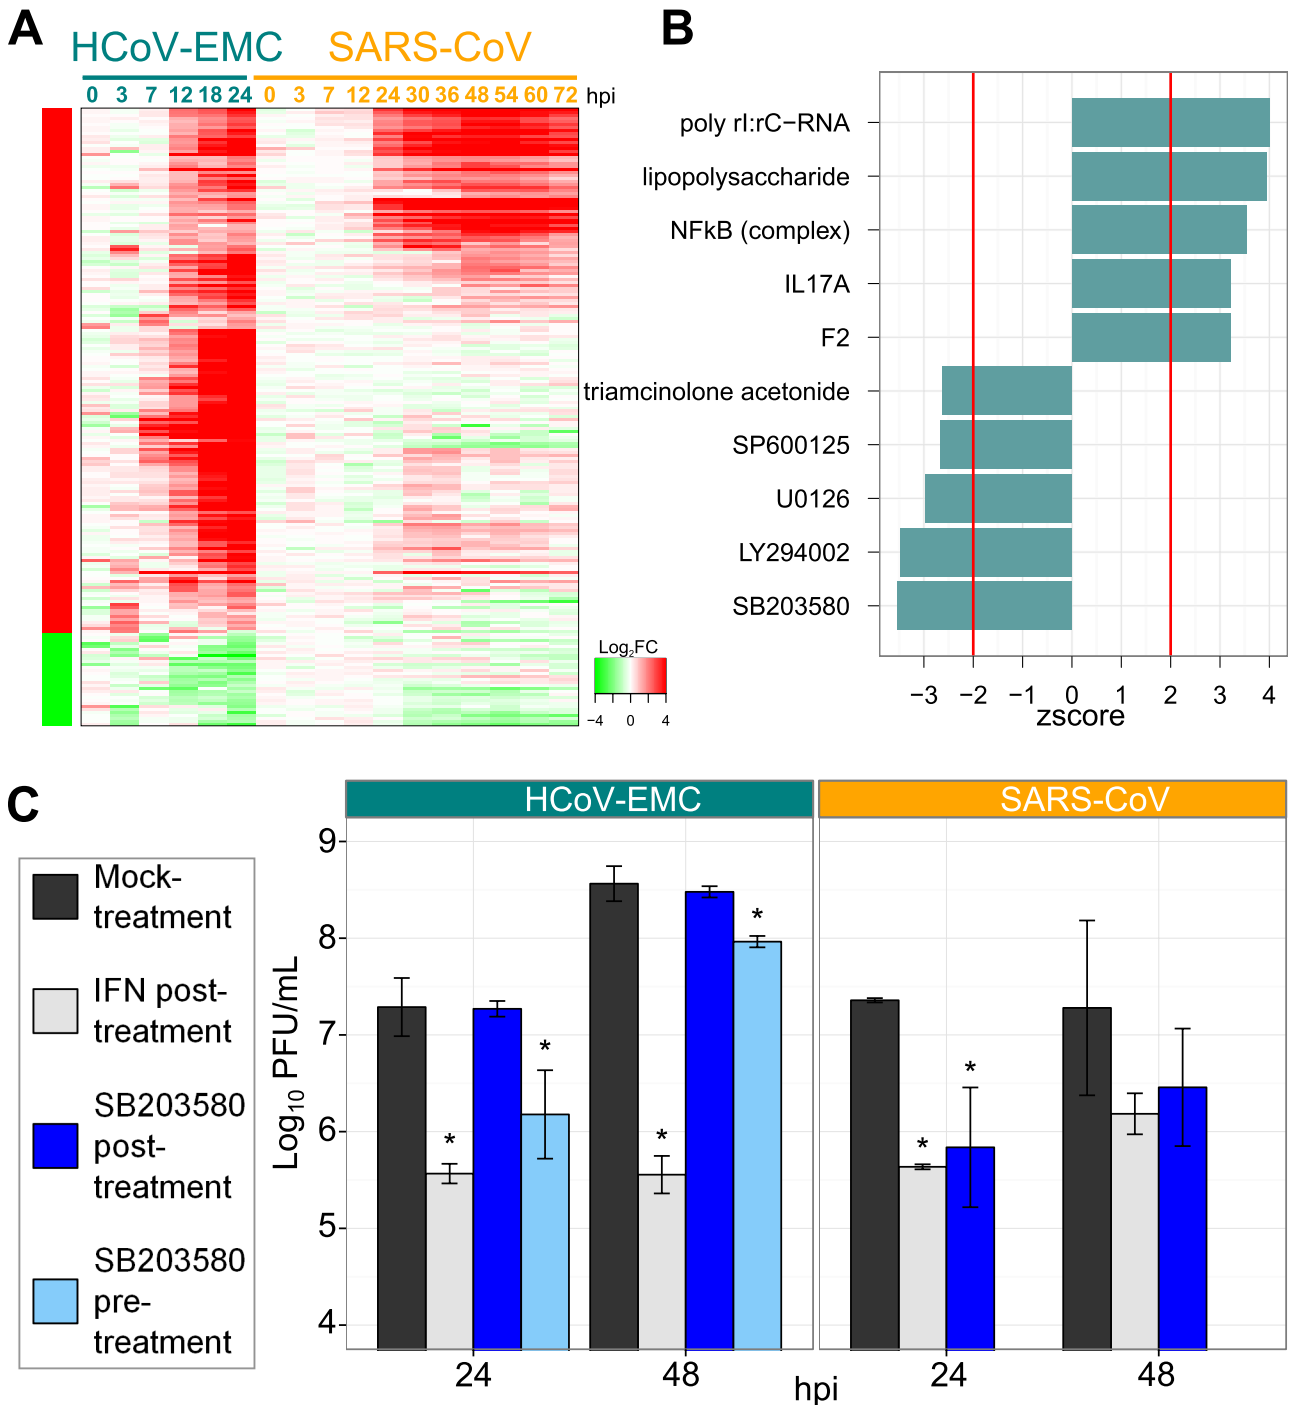 A
HCoV-EMC SARS-CoV
0 3 7 12 18 24 0 3 7 12 24 30 36 48 54 60 72 hpi
Log2FC
−4 0 4
B
poly rI:rC−RNA
lipopolysaccharide
NFkB (complex)
IL17A
F2
triamcinolone acetonide
SP600125
U0126
LY294002
SB203580
−3 −2 −1 0 1 2 3 4
zscore
C
Mock-
treatment
IFN post-
treatment
SB203580
post-
treatment
SB203580
pre-
treatment
HCoV-EMC SARS-CoV
Log10 PFU/mL
9
8
7
6
5
4
* * * *
* *
24 48 24 48
hpi